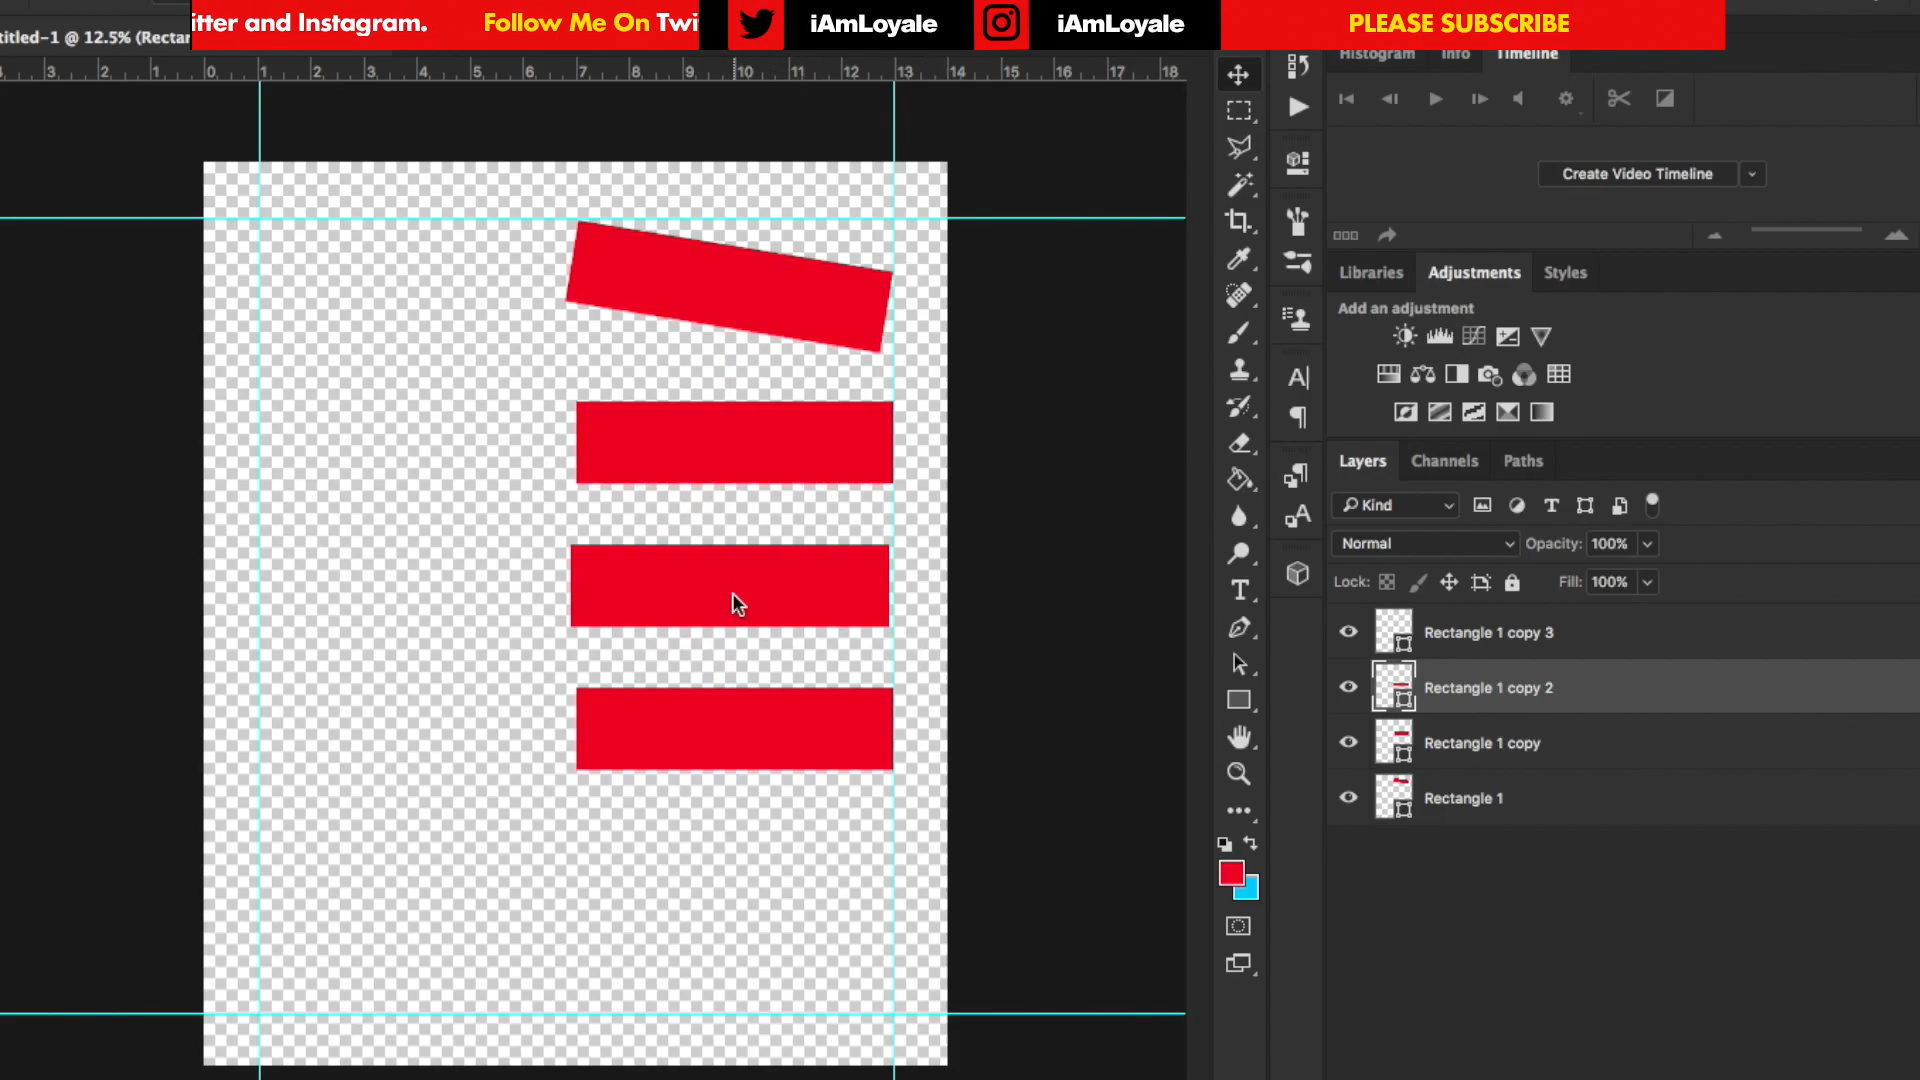 itter and Instagram. Follow Me On Twi iAmLoyale iAmLoyale PLEASE SUBSCRIBE
titled-1 @ 12.5% (Rectar
Histogram Info Timeline
3 2 1 0 1 2 3 4 5 6 7 8 9 10 11 12 13 14 15 16 17 18
Create Video Timeline
Libraries Adjustments Styles
Add an adjustment
Layers Channels Paths
Kind
Normal Opacity: 100%
Lock: Fill: 100%
Rectangle 1 copy 3
Rectangle 1 copy 2
Rectangle 1 copy
Rectangle 1